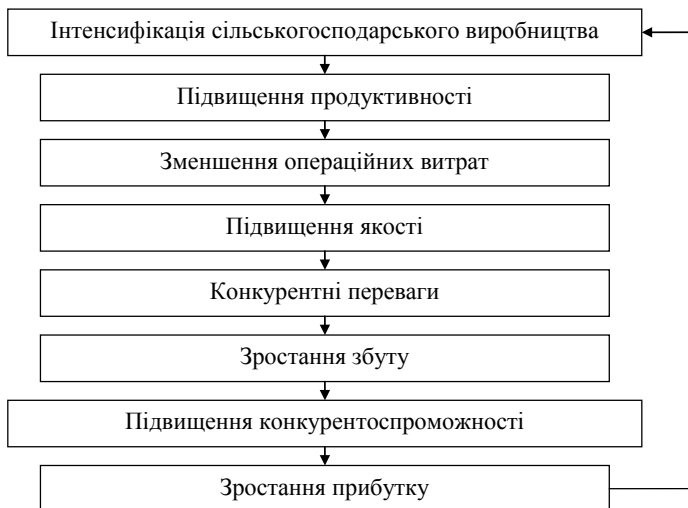 Інтенсифікація сільськогосподарського виробництва
Підвищення продуктивності
Зменшення операційних витрат
Підвищення якості
Конкурентні переваги
Зростання збуту
Підвищення конкурентоспроможності
Зростання прибутку